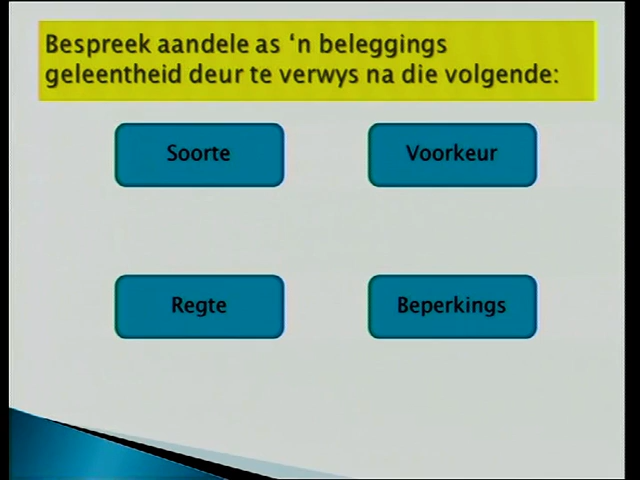 Bespreek aandele as ‘n beleggings
geleentheid deur te verwys na die volgende:
Soorte
Voorkeur
Regte
Beperkings